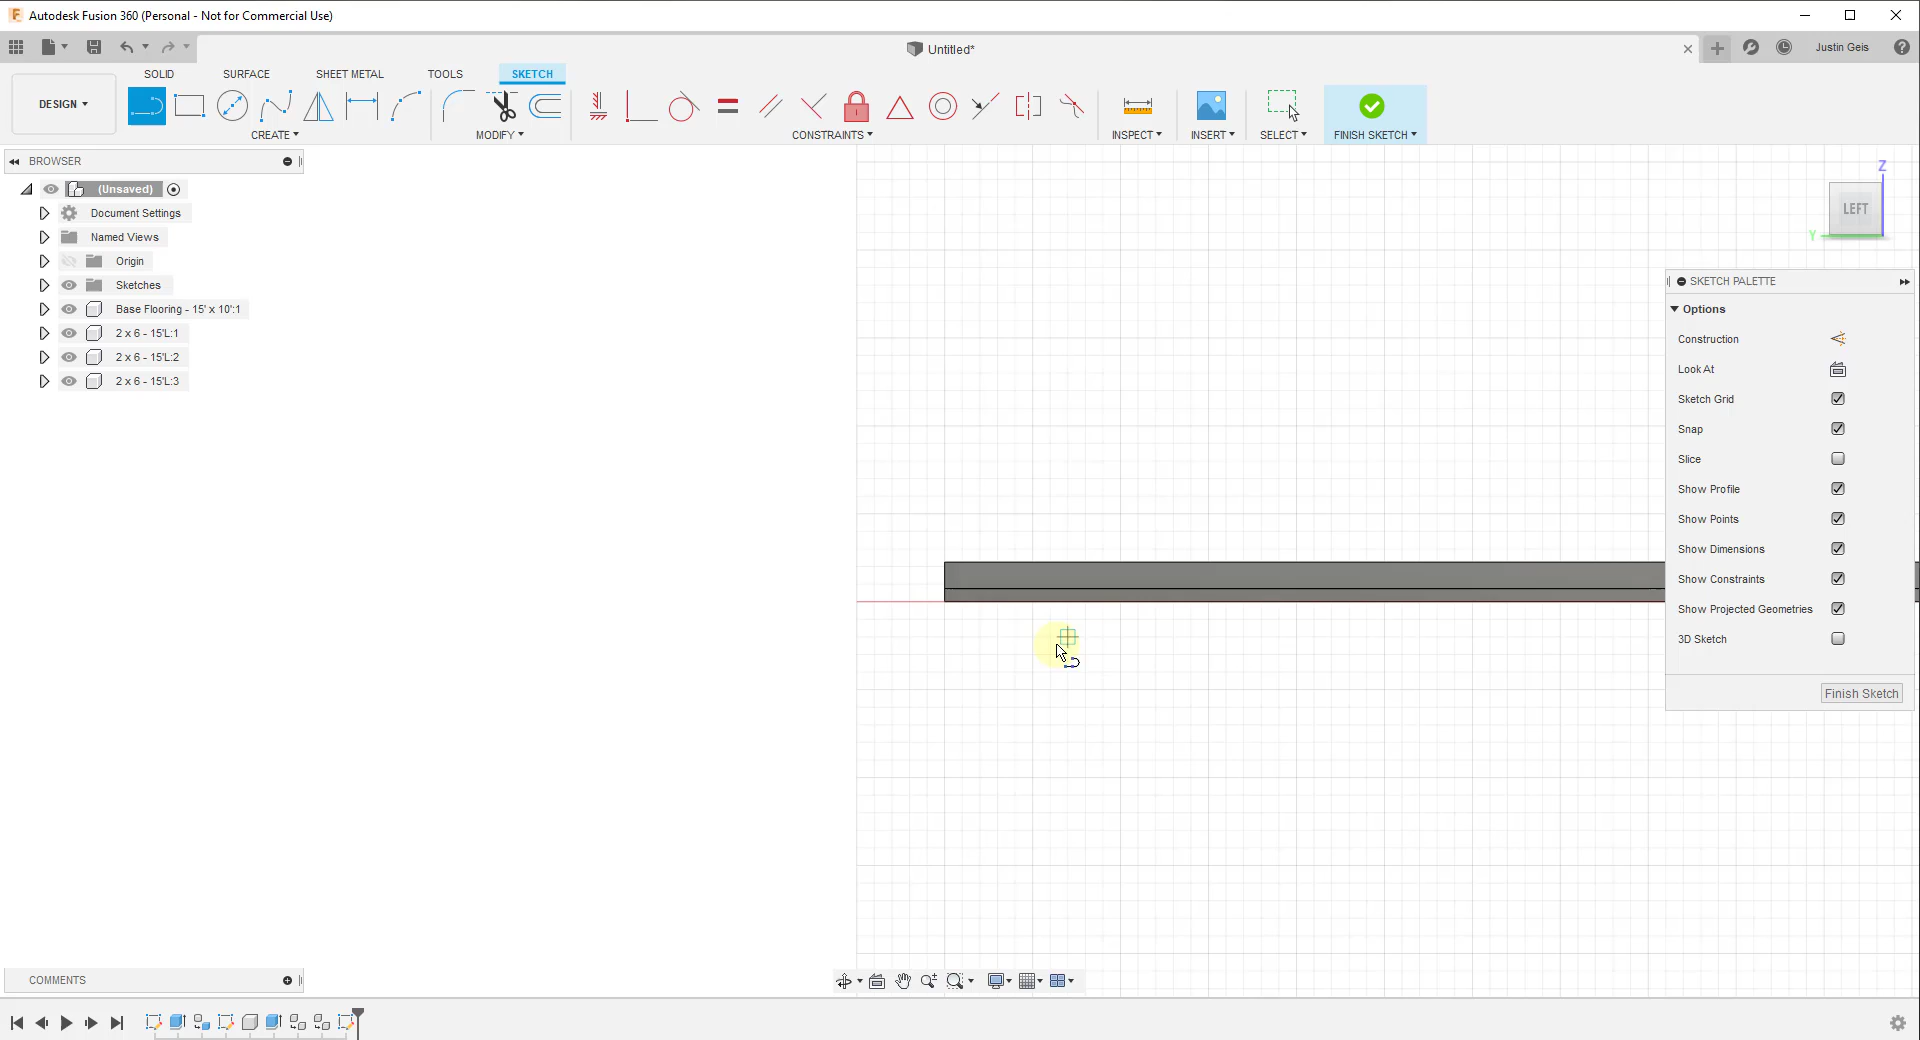 Autodesk Fusion 360 (Personal - Not for Commercial Use)
Untitled*
Justin Geis
DESIGN
SOLID
SURFACE
SHEET METAL
TOOLS
SKETCH
CREATE
MODIFY
CONSTRAINTS
INSPECT
INSERT
SELECT
FINISH SKETCH
BROWSER
(Unsaved)
Document Settings
Named Views
Origin
Sketches
Base Flooring - 15' x 10':1
2 x 6 - 15'L:1
2 x 6 - 15'L:2
2 x 6 - 15'L:3
Z
LEFT
Y
SKETCH PALETTE
Options
Construction
Look At
Sketch Grid
Snap
Slice
Show Profile
Show Points
Show Dimensions
Show Constraints
Show Projected Geometries
3D Sketch
Finish Sketch
COMMENTS